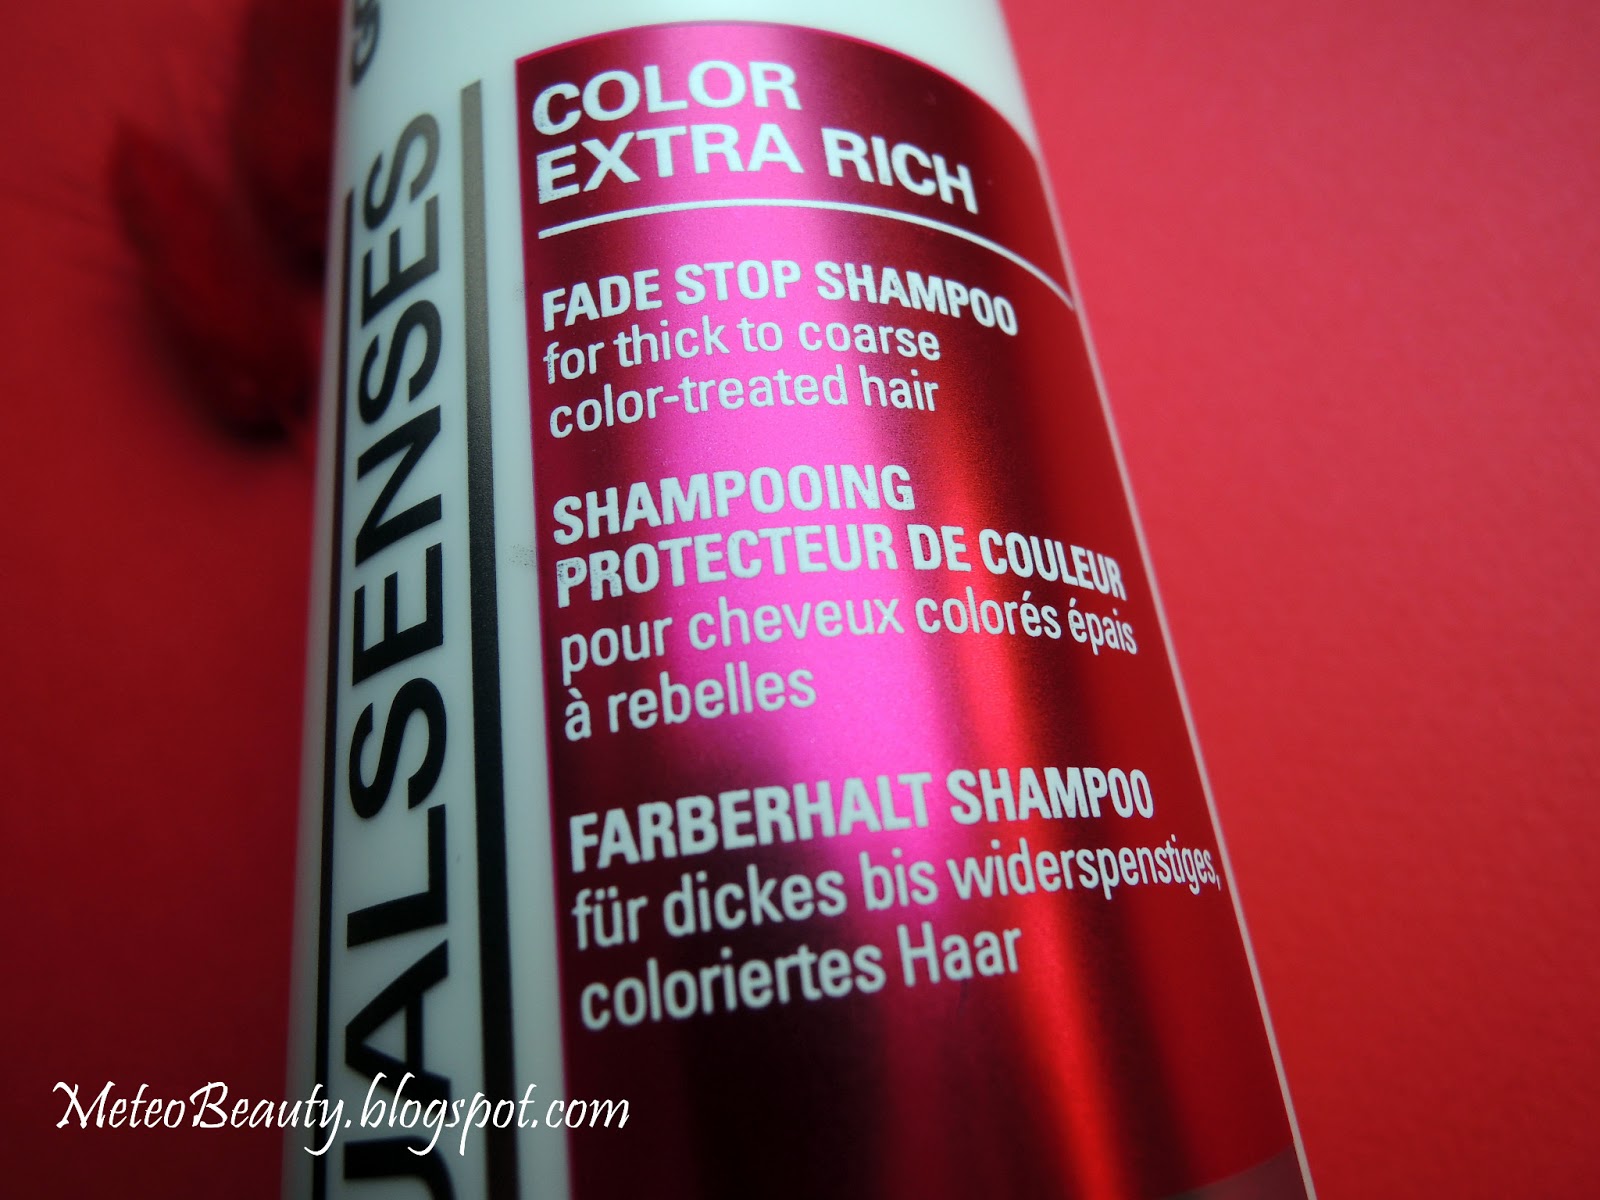 UALSENSES
COLOR
EXTRA RICH
FADE STOP SHAMPOO
for thick to coarse
color-treated hair
SHAMPOOING
PROTECTEUR DE COULEUR
pour cheveux colorés épais
à rebelles
FARBERHALT SHAMPOO
für dickes bis widerspenstiges,
coloriertes Haar
MeteoBeauty.blogspot.com